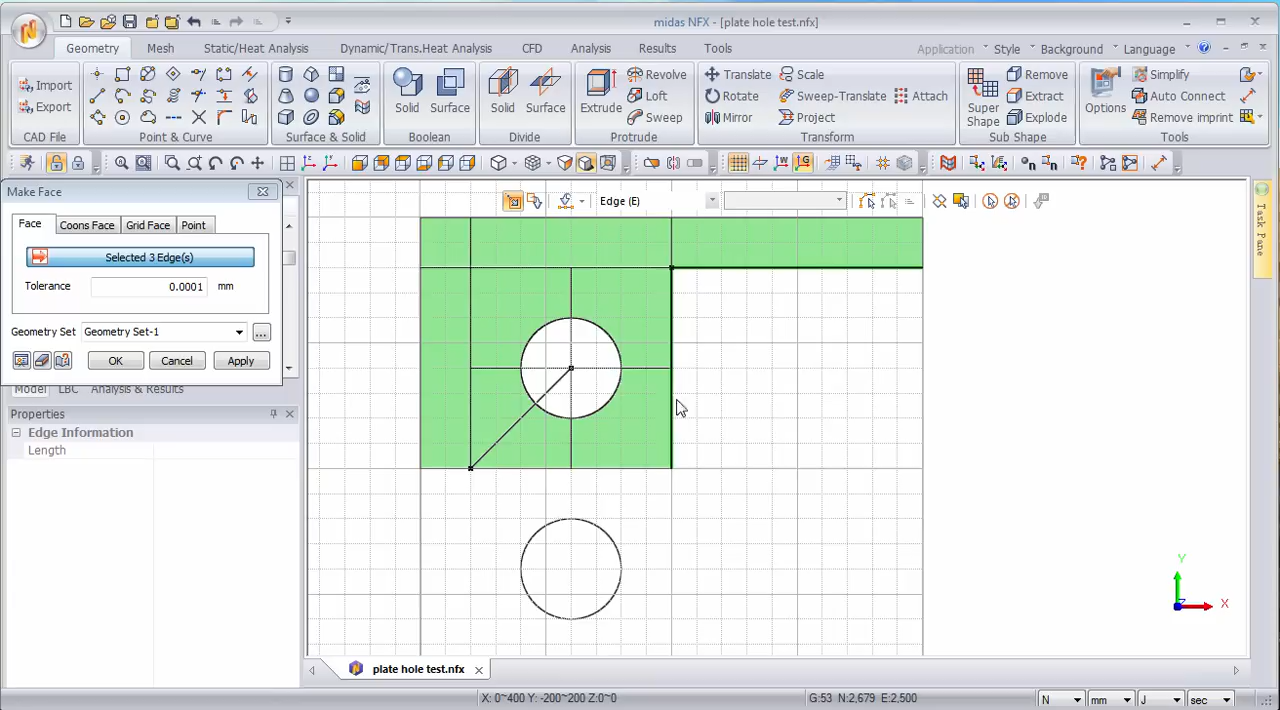 midas NFX - [plate hole test.nfx]
Geometry Mesh Static/Heat Analysis Dynamic/Trans.Heat Analysis CFD Analysis Results Tools Application Style Background Language
Import
Export
CAD File
Point & Curve
Surface & Solid
Solid Surface
Boolean
Solid Surface
Divide
Extrude
Revolve
Loft
Sweep
Protrude
Translate Scale
Rotate Sweep-Translate Attach
Mirror Project
Transform
Super Shape
Remove
Extract
Explode
Sub Shape
Options
Simplify
Auto Connect
Remove imprint
Tools
Make Face
Face Coons Face Grid Face Point
Selected 3 Edge(s)
Tolerance 0.0001 mm
Geometry Set Geometry Set-1 ...
OK Cancel Apply
Model LBC Analysis & Results
Properties
Edge Information
Length
Edge (E)
Task Pane
Y
Z
X
plate hole test.nfx
X: 0~400 Y: -200~200 Z:0~0 G:53 N:2,679 E:2,500 N mm J sec